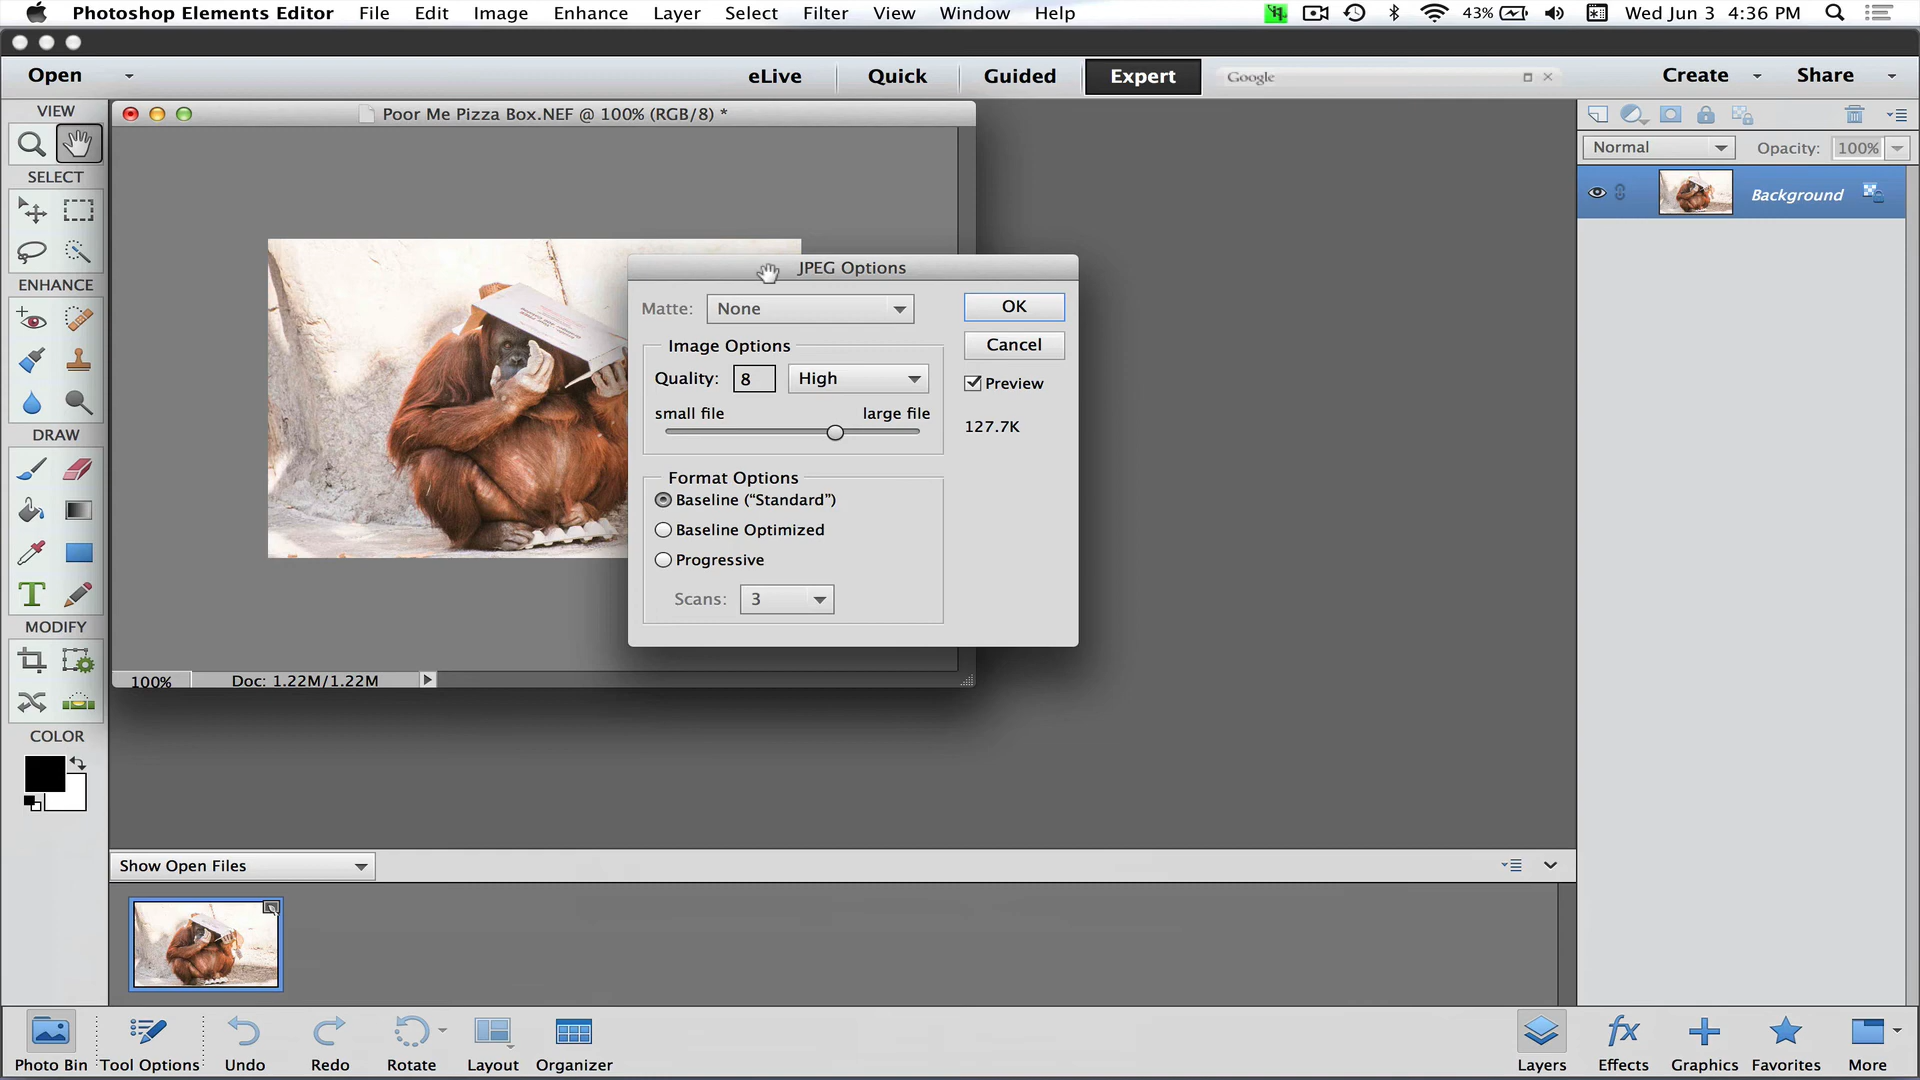 Photoshop Elements Editor File Edit Image Enhance Layer Select Filter View Window Help 43% Wed Jun 3 4:36 PM
Open eLive Quick Guided Expert Google Create Share
VIEW
Poor Me Pizza Box.NEF @ 100% (RGB/8) *
Normal Opacity: 100%
SELECT
Background
ENHANCE
JPEG Options
Matte: None OK
Image Options Cancel
Quality: 8 High Preview
small file large file
127.7K
DRAW
Format Options
Baseline (“Standard”)
Baseline Optimized
Progressive
Scans: 3
MODIFY
100% Doc: 1.22M/1.22M
COLOR
Show Open Files
Photo Bin Tool Options Undo Redo Rotate Layout Organizer Layers Effects Graphics Favorites More